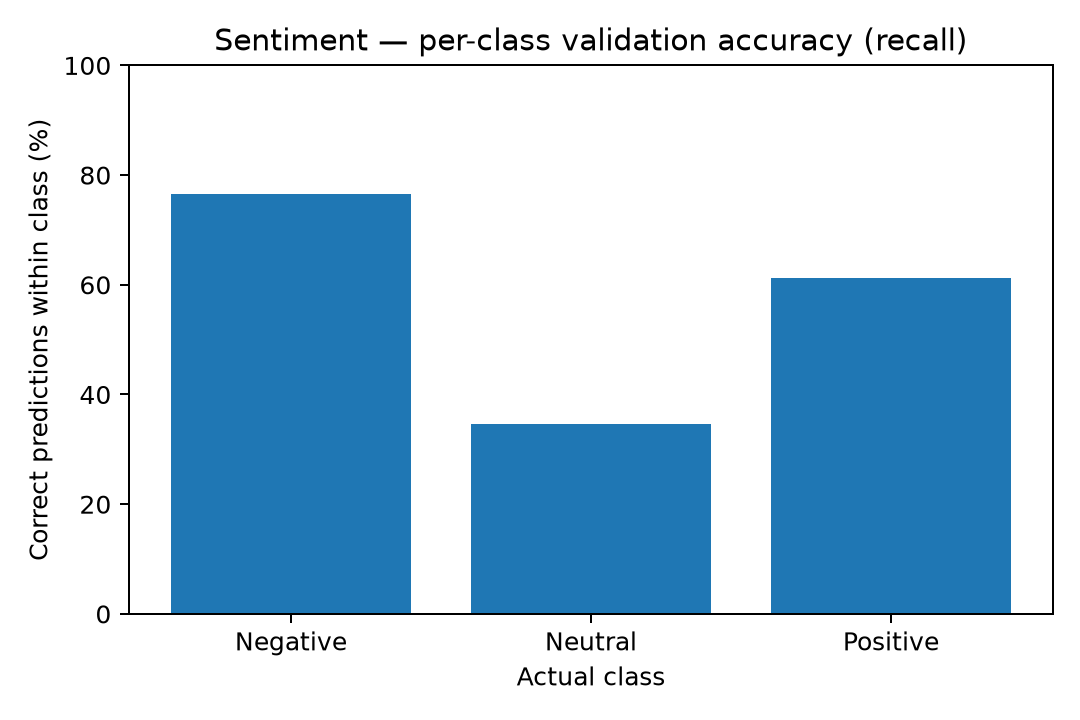 Sentiment — per-class validation accuracy (recall)
Correct predictions within class (%)
100
80
60
40
20
0
Negative Neutral Positive
Actual class